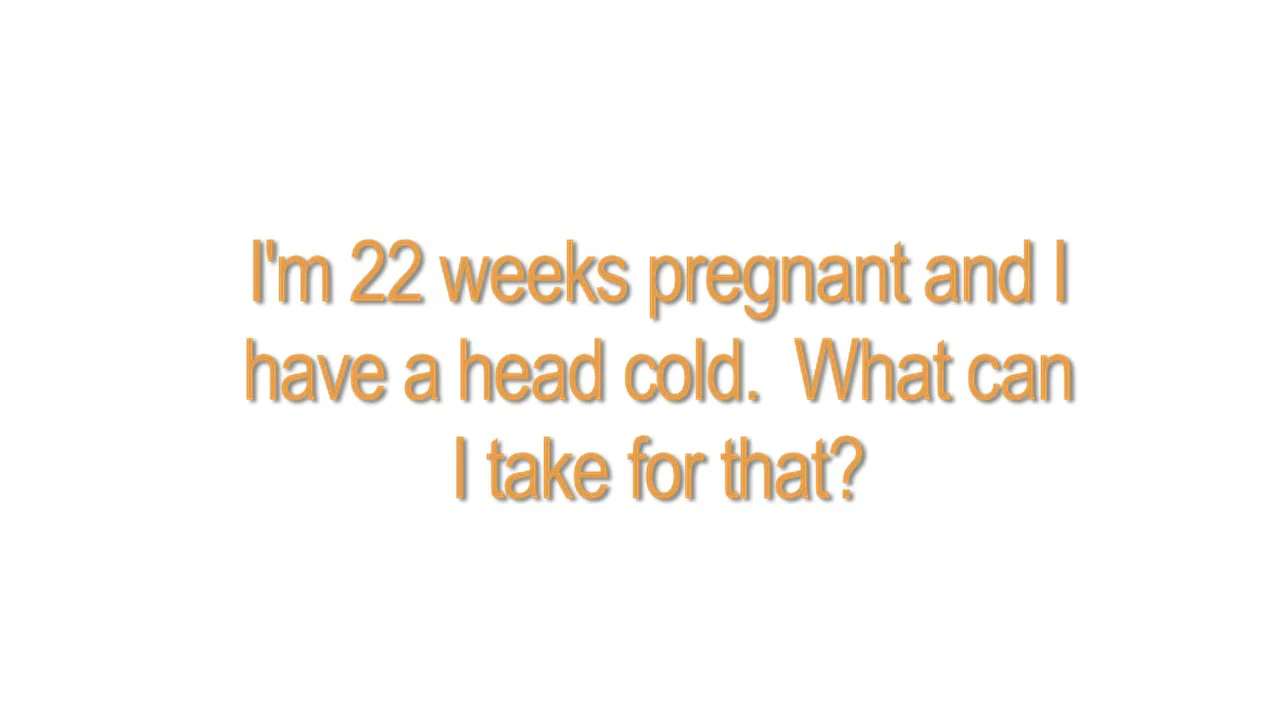 I'm 22 weeks pregnant and I
have a head cold.  What can
I take for that?